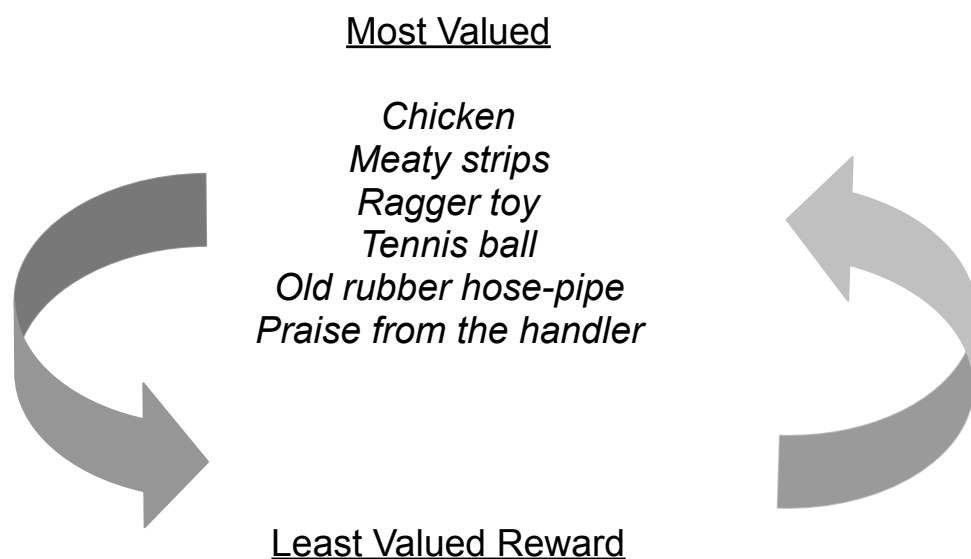 Most Valued
Chicken
Meaty strips
Ragger toy
Tennis ball
Old rubber hose-pipe
Praise from the handler
Least Valued Reward